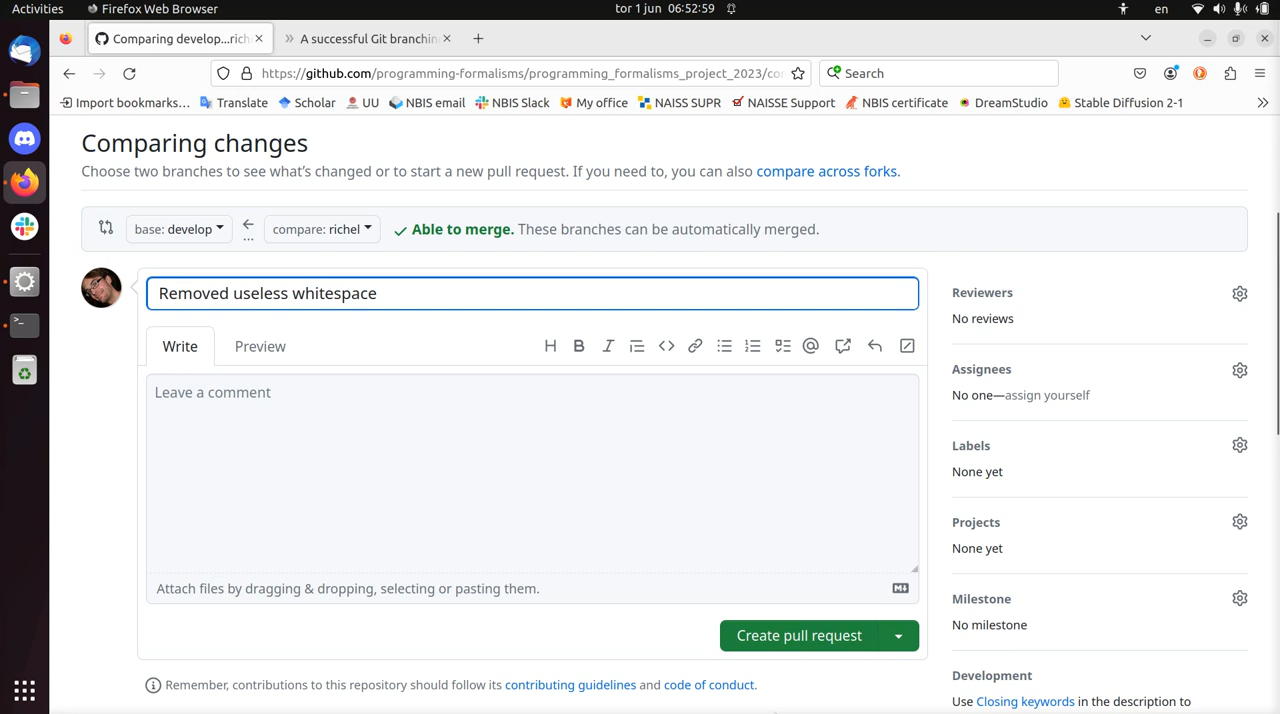 Activities Firefox Web Browser tor 1 jun 06:52:59 en
Comparing develop...rich A successful Git branchin
https://github.com/programming-formalisms/programming_formalisms_project_2023/co Search
Import bookmarks... Translate Scholar UU NBIS email NBIS Slack My office NAISS SUPR NAISSE Support NBIS certificate DreamStudio Stable Diffusion 2-1
Comparing changes
Choose two branches to see what's changed or to start a new pull request. If you need to, you can also compare across forks.
base: develop compare: richel Able to merge. These branches can be automatically merged.
Removed useless whitespace
Write Preview
Leave a comment
Attach files by dragging & dropping, selecting or pasting them.
Create pull request
Remember, contributions to this repository should follow its contributing guidelines and code of conduct.
Reviewers
No reviews
Assignees
No one—assign yourself
Labels
None yet
Projects
None yet
Milestone
No milestone
Development
Use Closing keywords in the description to